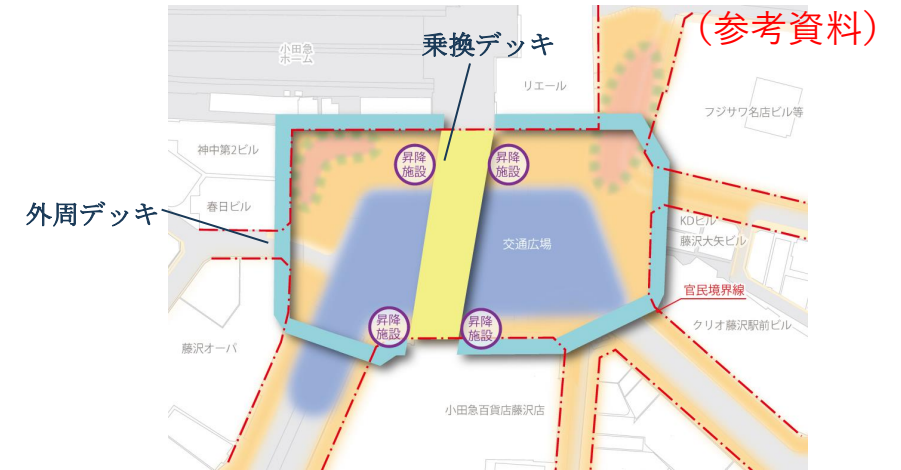 (参考資料)
乗換デッキ
小田急
ホーム
リエール
フジサワ名店ビル等
神中第2ビル
昇降
施設
昇降
施設
春日ビル
外周デッキ
KDビル
交通広場
藤沢大矢ビル
官民境界線
昇降
施設
昇降
施設
クリオ藤沢駅前ビル
藤沢オーパ
小田急百貨店藤沢店